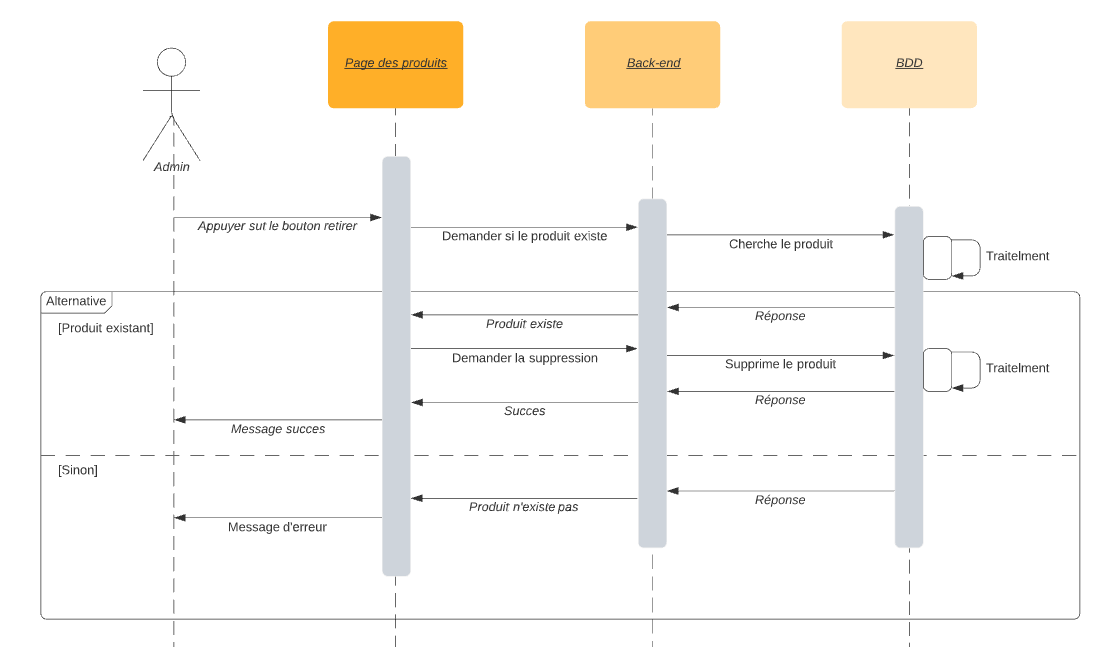 Page des produits
Back-end
BDD
Admin
Appuyer sut le bouton retirer
Demander si le produit existe
Cherche le produit
Traitelment
Alternative
[Produit existant]
Produit existe
Réponse
Demander la suppression
Supprime le produit
Traitelment
Réponse
Succes
Message succes
[Sinon]
Réponse
Produit n'existe pas
Message d'erreur